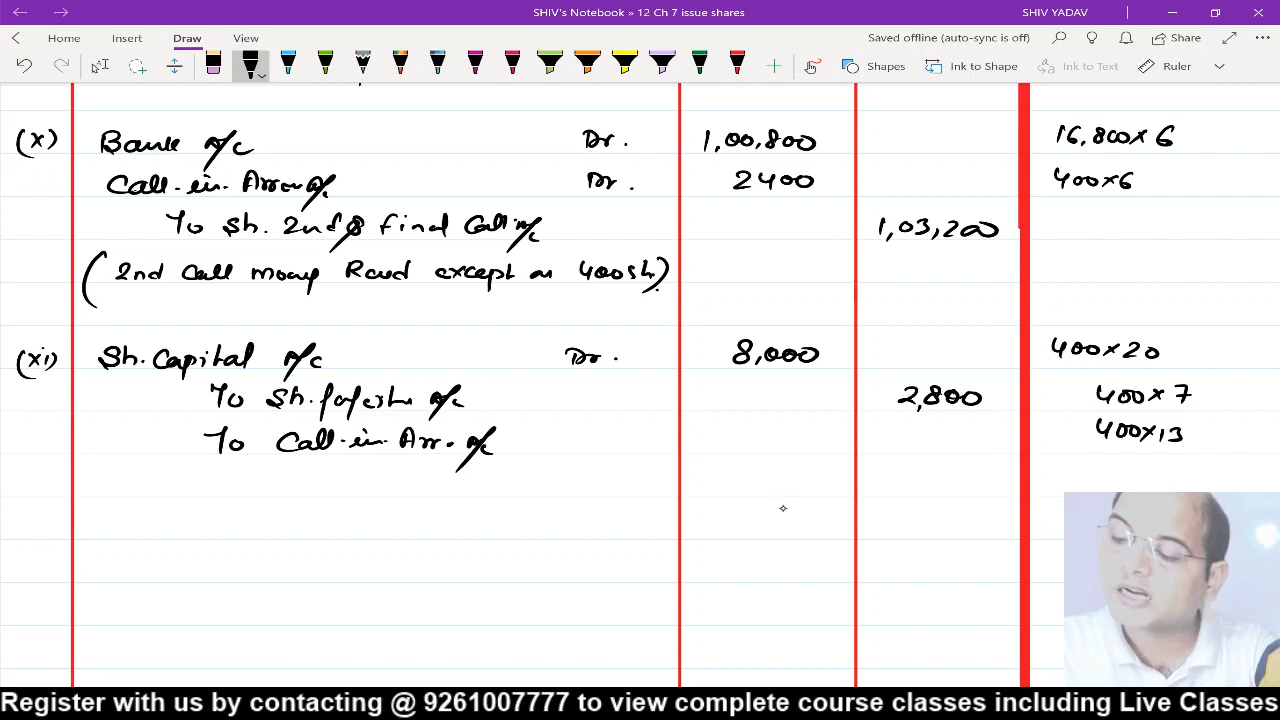 SHIV's Notebook » 12 Ch 7 issue shares
SHIV YADAV
Home Insert Draw View
Saved offline (auto-sync is off)
Share
Shapes Ink to Shape Ink to Text Ruler
(x) Bank A/c Dr. 1,00,800 16,800×6
Call-in-Arrear A/c Dr. 2400 400×6
To Sh. 2nd & Final Call A/c 1,03,200
( 2nd Call money Recvd except on 400 sh.)
(xi) Sh. Capital A/c Dr. 8,000 400×20
To Sh. A/c 2,800 400×7
To Call-in-Arr. A/c 400×13
Register with us by contacting @ 9261007777 to view complete course classes including Live Classes